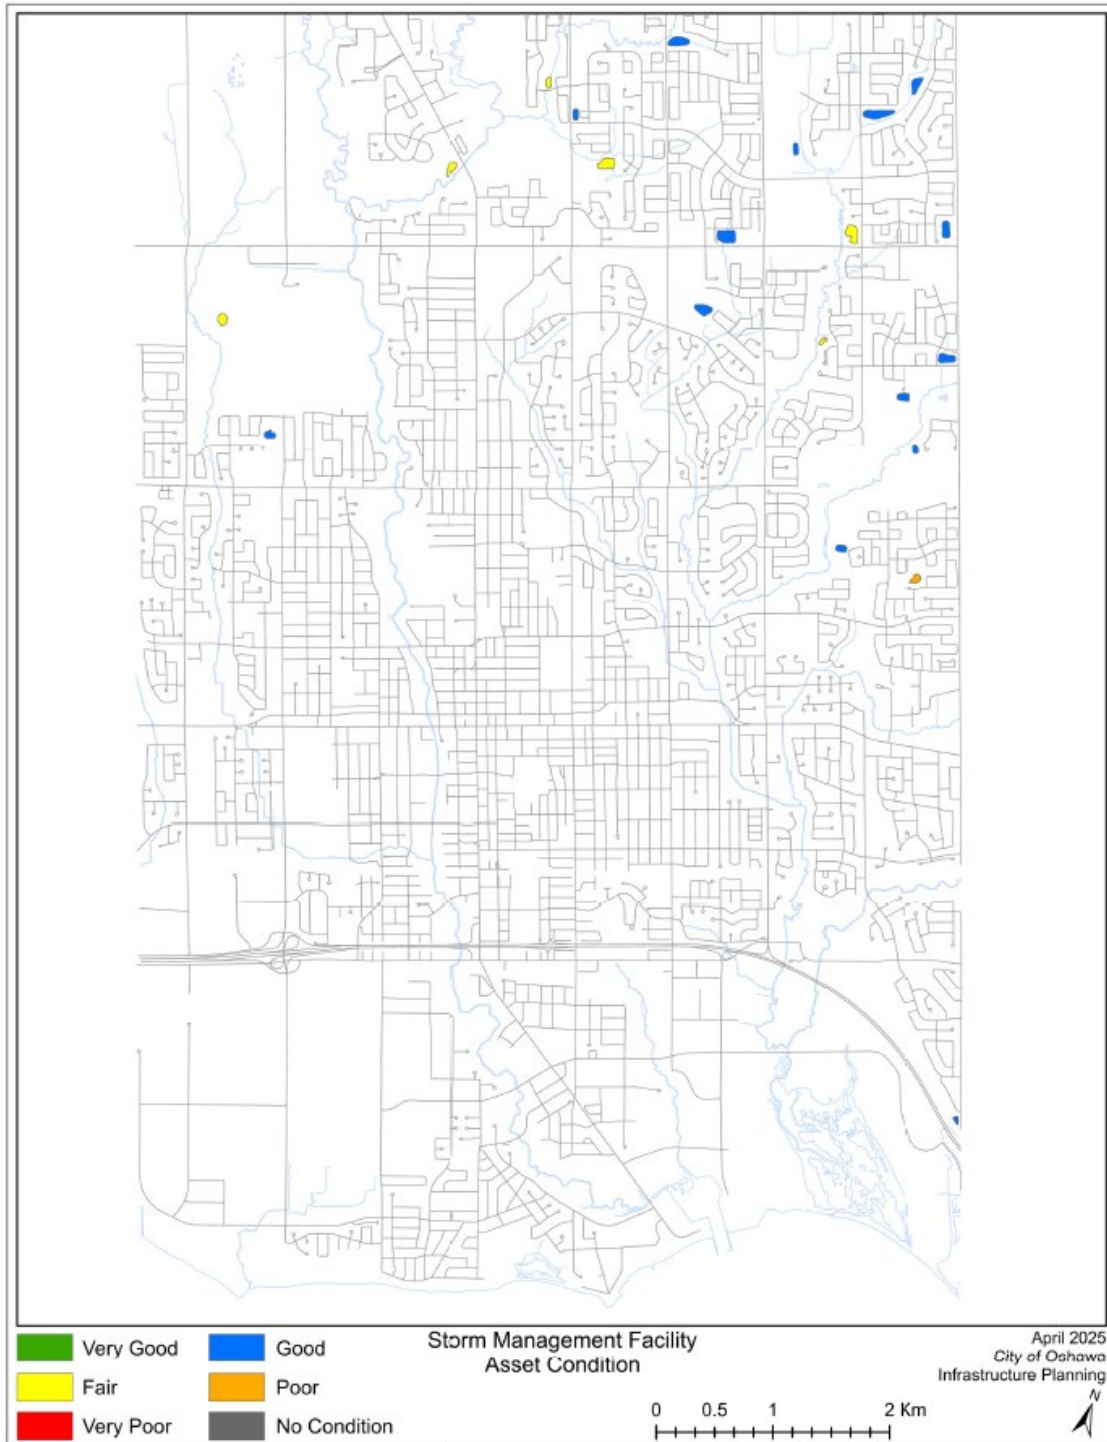 Very Good
Good
Fair
Poor
Very Poor
No Condition
Storm Management Facility
Asset Condition
0 0.5 1 2 Km
April 2025
City of Oshawa
Infrastructure Planning
N